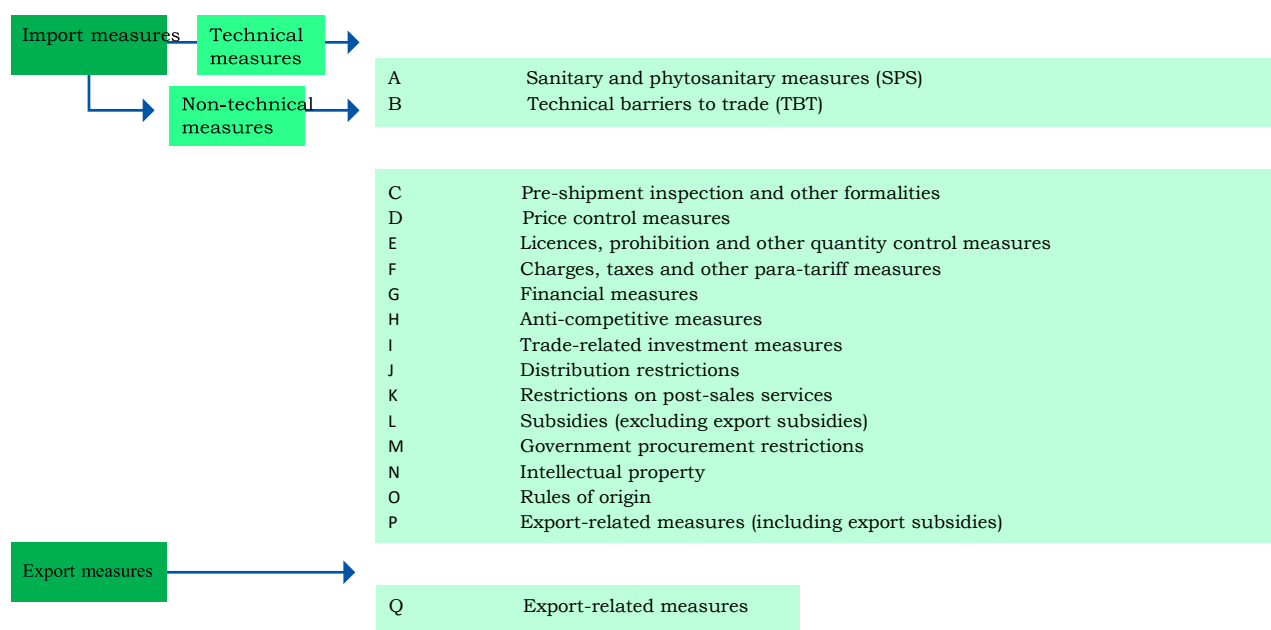 Import measures
Technical
measures
Non-technical
measures
A Sanitary and phytosanitary measures (SPS)
B Technical barriers to trade (TBT)
C Pre-shipment inspection and other formalities
D Price control measures
E Licences, prohibition and other quantity control measures
F Charges, taxes and other para-tariff measures
G Financial measures
H Anti-competitive measures
I Trade-related investment measures
J Distribution restrictions
K Restrictions on post-sales services
L Subsidies (excluding export subsidies)
M Government procurement restrictions
N Intellectual property
O Rules of origin
P Export-related measures (including export subsidies)
Export measures
Q Export-related measures